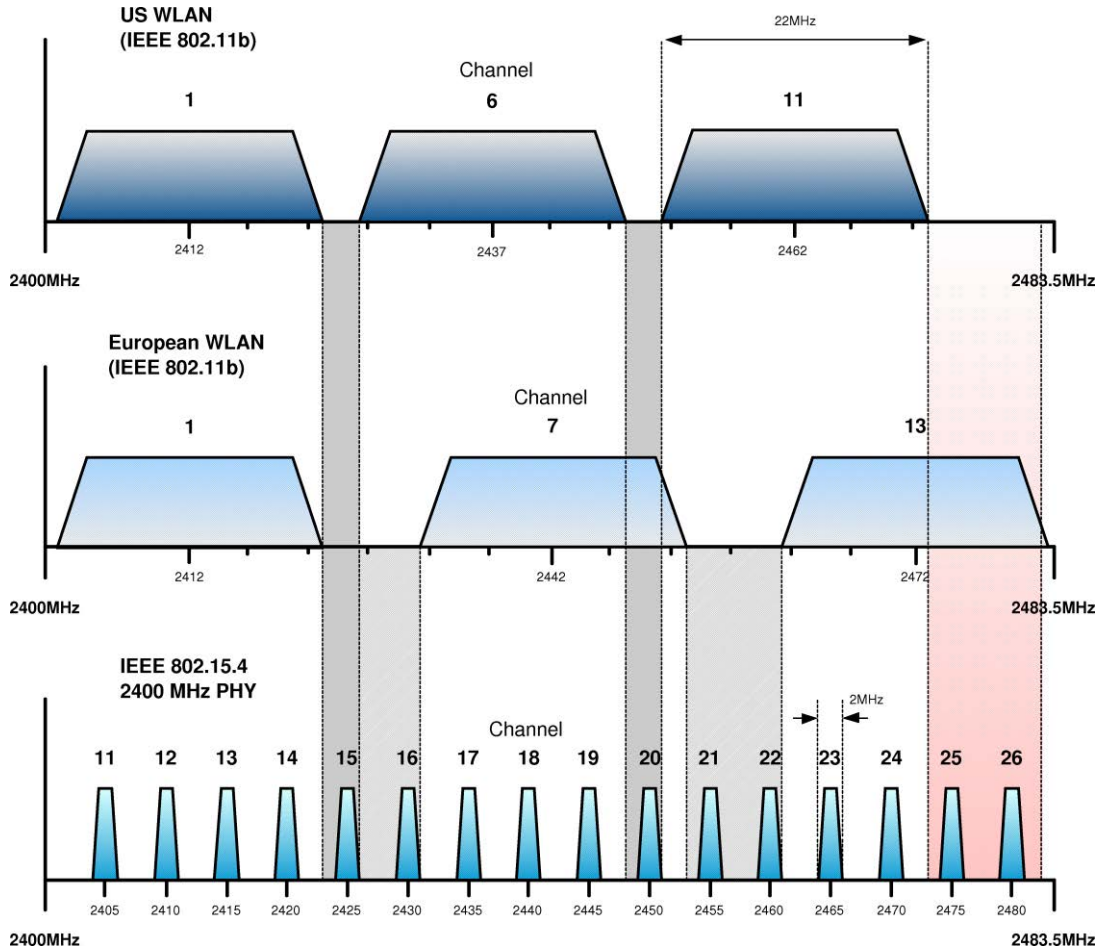 US WLAN
(IEEE 802.11b)
22MHz
Channel
1 6 11
2412 2437 2462
2400MHz 2483.5MHz
European WLAN
(IEEE 802.11b)
Channel
1 7 13
2412 2442 2472
2400MHz 2483.5MHz
IEEE 802.15.4
2400 MHz PHY
2MHz
Channel
11 12 13 14 15 16 17 18 19 20 21 22 23 24 25 26
2405 2410 2415 2420 2425 2430 2435 2440 2445 2450 2455 2460 2465 2470 2475 2480
2400MHz 2483.5MHz